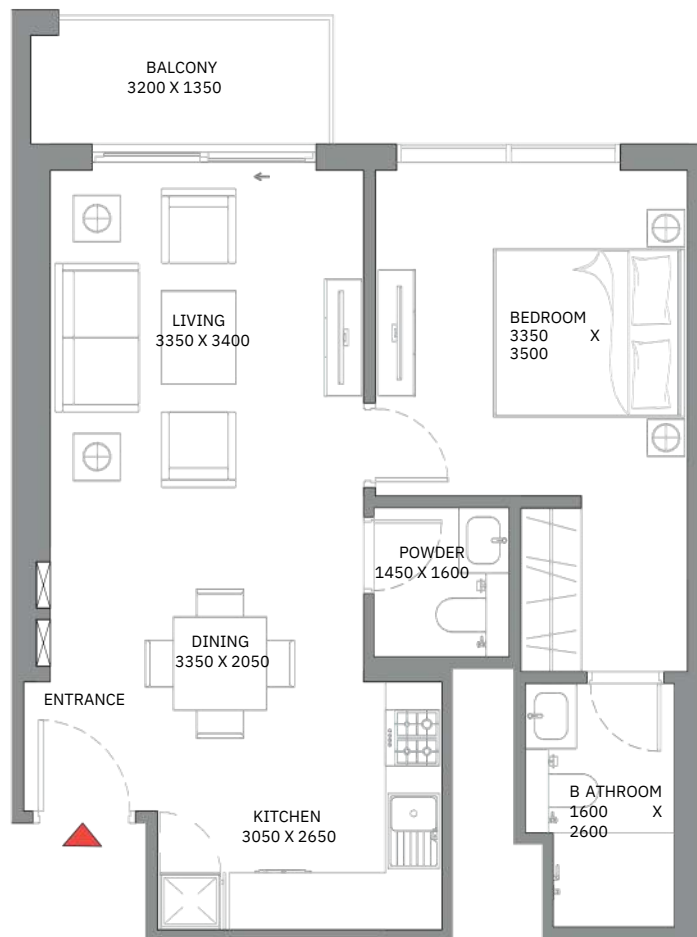 BALCONY
3200 X 1350
LIVING
3350 X 3400
BEDROOM
3350 X
3500
POWDER
1450 X 1600
DINING
3350 X 2050
ENTRANCE
KITCHEN
3050 X 2650
B ATHROOM
1600 X
2600